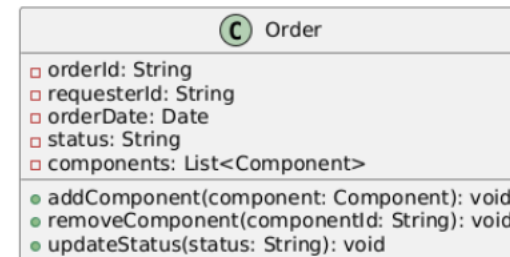 C Order
orderId: String
requesterId: String
orderDate: Date
status: String
components: List<Component>
addComponent(component: Component): void
removeComponent(componentId: String): void
updateStatus(status: String): void